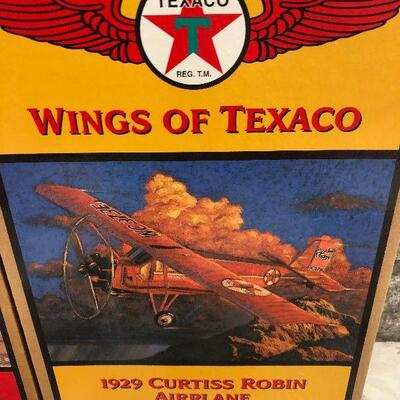 TEXACO
T
REG. T.M.
WINGS OF TEXACO
1929 CURTISS ROBIN
AIRPLANE